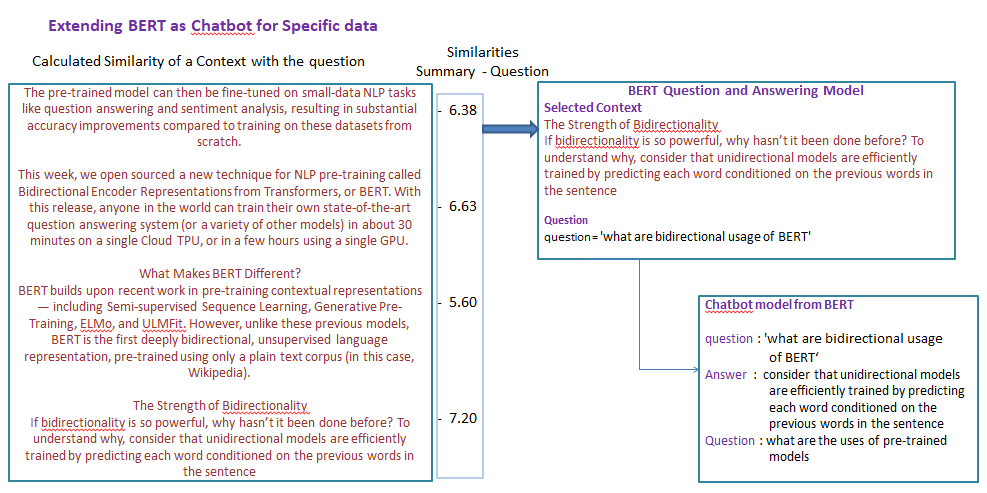 Extending BERT as Chatbot for Specific data
Calculated Similarity of a Context with the question
Similarities
Summary - Question
The pre-trained model can then be fine-tuned on small-data NLP tasks
like question answering and sentiment analysis, resulting in substantial
accuracy improvements compared to training on these datasets from
scratch.
This week, we open sourced a new technique for NLP pre-training called
Bidirectional Encoder Representations from Transformers, or BERT. With
this release, anyone in the world can train their own state-of-the-art
question answering system (or a variety of other models) in about 30
minutes on a single Cloud TPU, or in a few hours using a single GPU.
What Makes BERT Different?
BERT builds upon recent work in pre-training contextual representations
— including Semi-supervised Sequence Learning, Generative Pre-
Training, ELMo, and ULMFit. However, unlike these previous models,
BERT is the first deeply bidirectional, unsupervised language
representation, pre-trained using only a plain text corpus (in this case,
Wikipedia).
The Strength of Bidirectionality
If bidirectionality is so powerful, why hasn't it been done before? To
understand why, consider that unidirectional models are efficiently
trained by predicting each word conditioned on the previous words in
the sentence
- 6.38
- 6.63
- 5.60
- 7.20
BERT Question and Answering Model
Selected Context
The Strength of Bidirectionality
If bidirectionality is so powerful, why hasn't it been done before? To
understand why, consider that unidirectional models are efficiently
trained by predicting each word conditioned on the previous words in
the sentence
Question
question= 'what are bidirectional usage of BERT'
Chatbot model from BERT
question : 'what are bidirectional usage
of BERT‘
Answer : consider that unidirectional models
are efficiently trained by predicting
each word conditioned on the
previous words in the sentence
Question : what are the uses of pre-trained
models